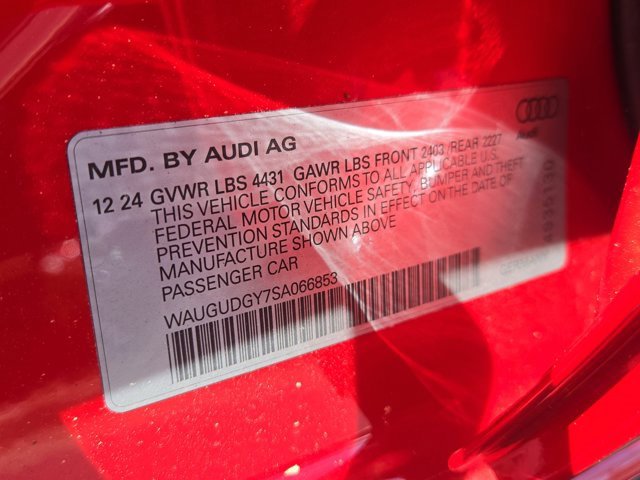 MFD. BY AUDI AG
Audi
12 24 GVWR LBS 4431 GAWR LBS FRONT 2403 /REAR 2227
THIS VEHICLE CONFORMS TO ALL APPLICABLE U.S.
FEDERAL MOTOR VEHICLE SAFETY, BUMPER AND THEFT
PREVENTION STANDARDS IN EFFECT ON DATE OF
MANUFACTURE SHOWN ABOVE
PASSENGER CAR
WAUGUDGY7SA066853